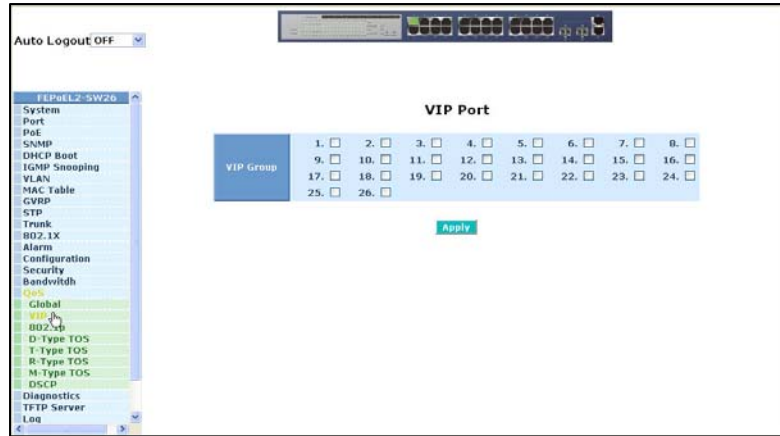 Auto Logout OFF
FEPoEL2-SW26
System
Port
PoE
SNMP
DHCP Boot
IGMP Snooping
VLAN
MAC Table
GVRP
STP
Trunk
802.1X
Alarm
Configuration
Security
Bandwitdh
QoS
Global
VIP
802.1p
D-Type TOS
T-Type TOS
R-Type TOS
M-Type TOS
DSCP
Diagnostics
TFTP Server
Log
VIP Port
VIP Group
1. 2. 3. 4. 5. 6. 7. 8.
9. 10. 11. 12. 13. 14. 15. 16.
17. 18. 19. 20. 21. 22. 23. 24.
25. 26.
Apply